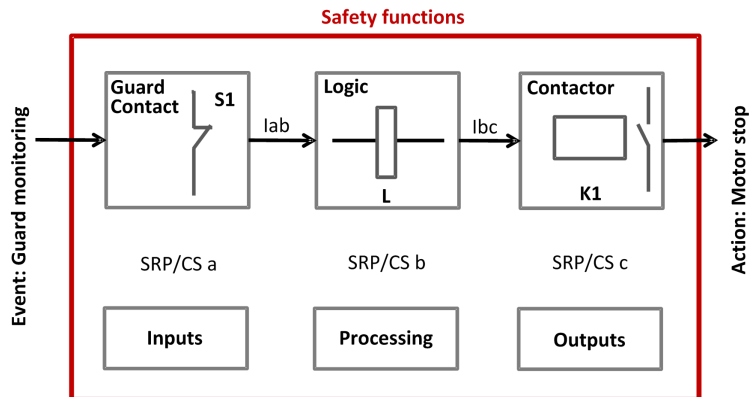 Safety functions
Event: Guard monitoring
Guard
Contact
S1
Iab
Logic
L
Ibc
Contactor
K1
Action: Motor stop
SRP/CS a
SRP/CS b
SRP/CS c
Inputs
Processing
Outputs